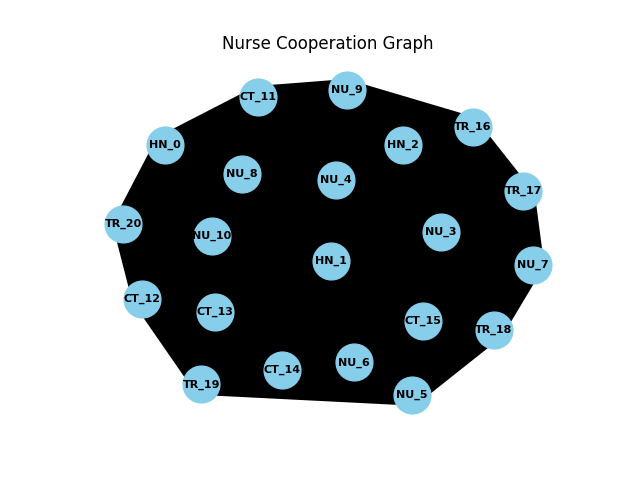 Nurse Cooperation Graph
NU_9
CT_11
TR_16
HN_0
HN_2
NU_8
NU_4
TR_17
TR_20
NU_3
NU_10
HN_1
NU_7
CT_12
CT_13
CT_15
TR_18
NU_6
CT_14
TR_19
NU_5